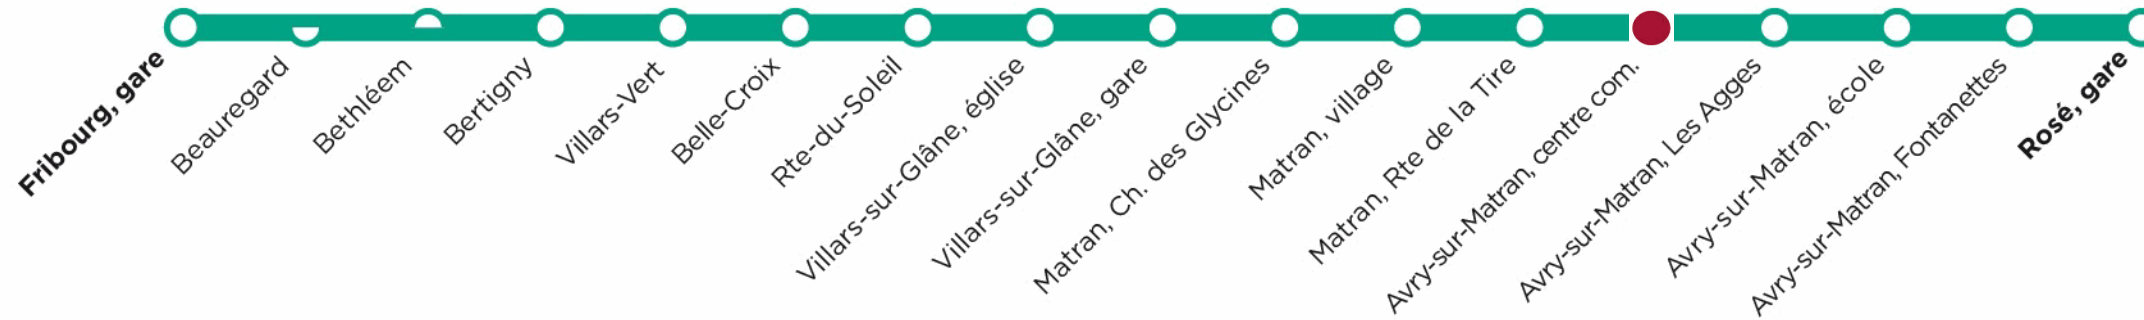 Fribourg, gare
Beauregard
Bethléem
Bertigny
Villars-Vert
Belle-Croix
Rte-du-Soleil
Villars-sur-Glâne, église
Villars-sur-Glâne, gare
Matran, Ch. des Glycines
Matran, village
Matran, Rte de la Tire
Avry-sur-Matran, centre com.
Avry-sur-Matran, Les Agges
Avry-sur-Matran, école
Avry-sur-Matran, Fontanettes
Rosé, gare